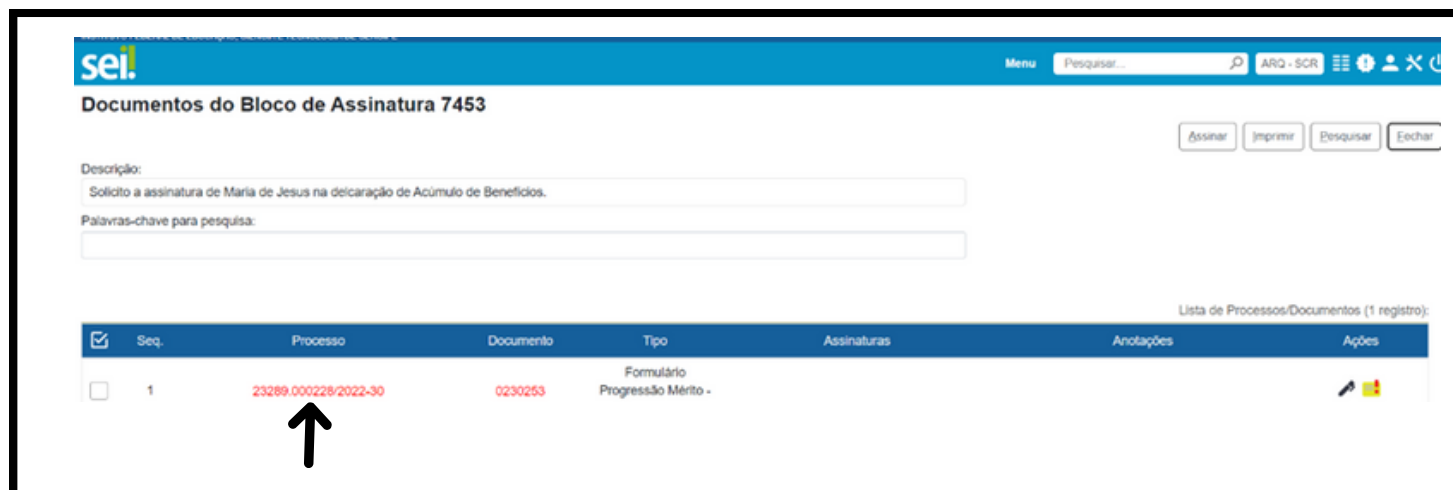 sei!
Menu Pesquisar... ARQ - SCR
Documentos do Bloco de Assinatura 7453
Assinar Imprimir Pesquisar Fechar
Descrição:
Solicito a assinatura de Maria de Jesus na delcaração de Acúmulo de Benefícios.
Palavras-chave para pesquisa:
Lista de Processos/Documentos (1 registro):
Seq. Processo Documento Tipo Assinaturas Anotações Ações
1 23289.000228/2022-30 0230253 Formulário
Progressão Mérito -